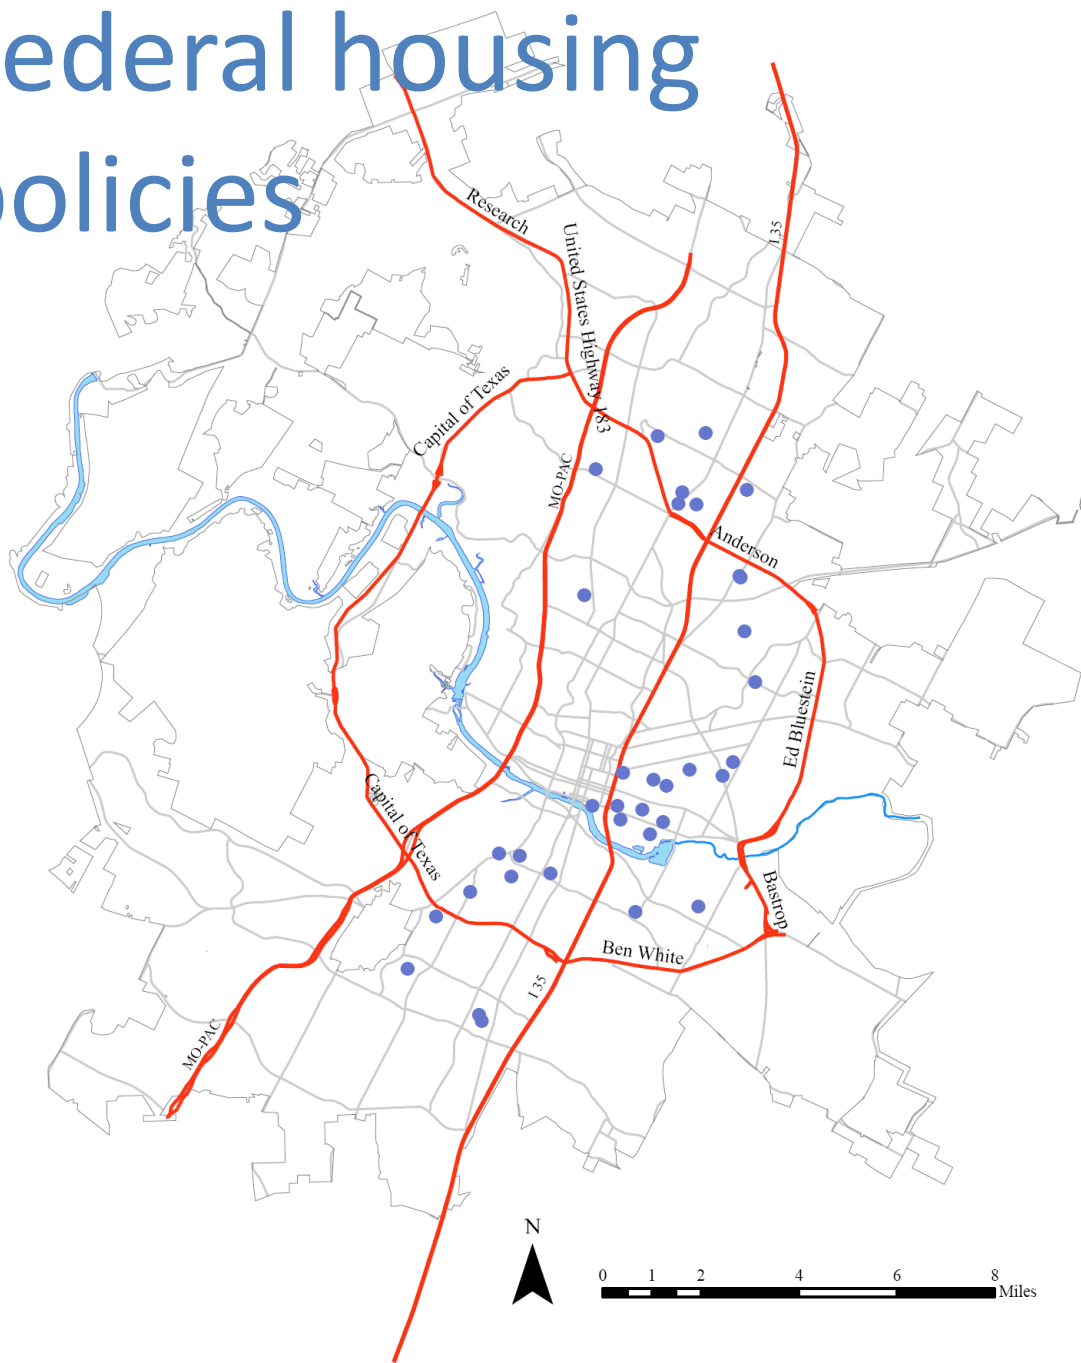 ederal housing
policies
Research
United States Highway 183
I 35
Capital of Texas
MO-PAC
Anderson
Ed Bluestein
Capital of Texas
Bastrop
Ben White
I 35
MO-PAC
N
0 1 2 4 6 8
Miles